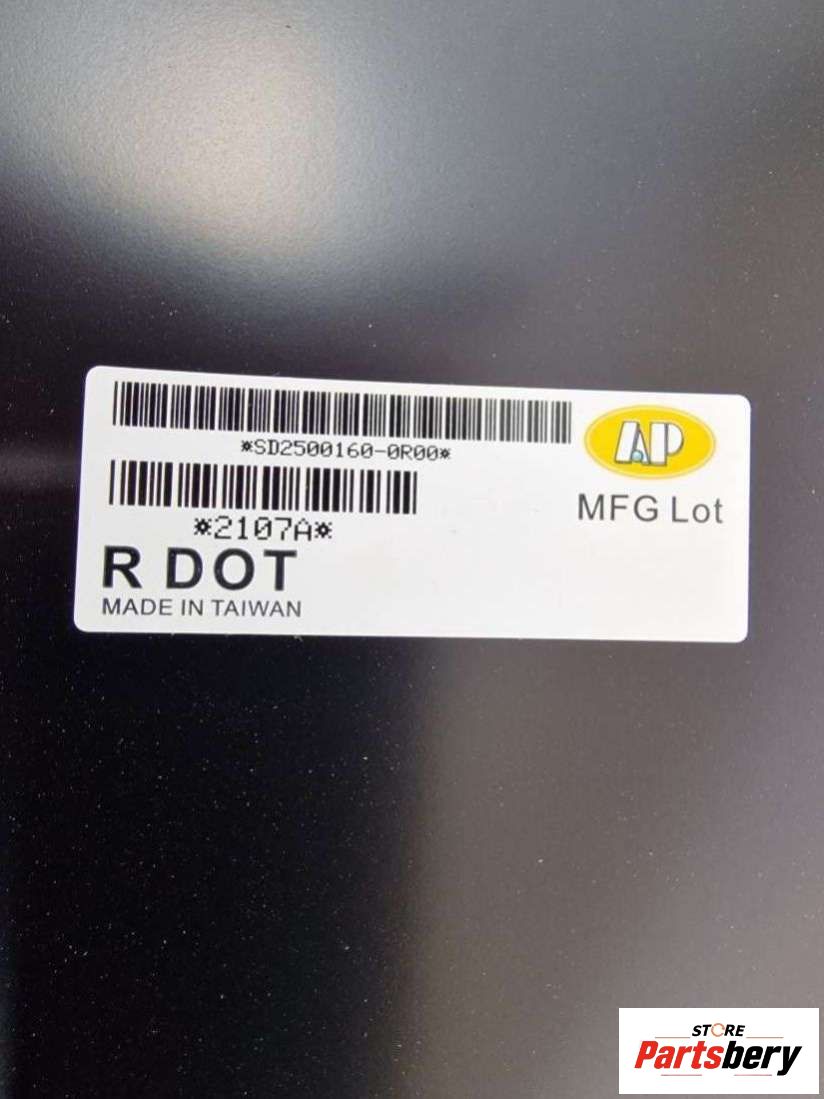 *SD2500160-0R00*
AP
MFG Lot
*2107A*
R DOT
MADE IN TAIWAN
STORE
Partsbery